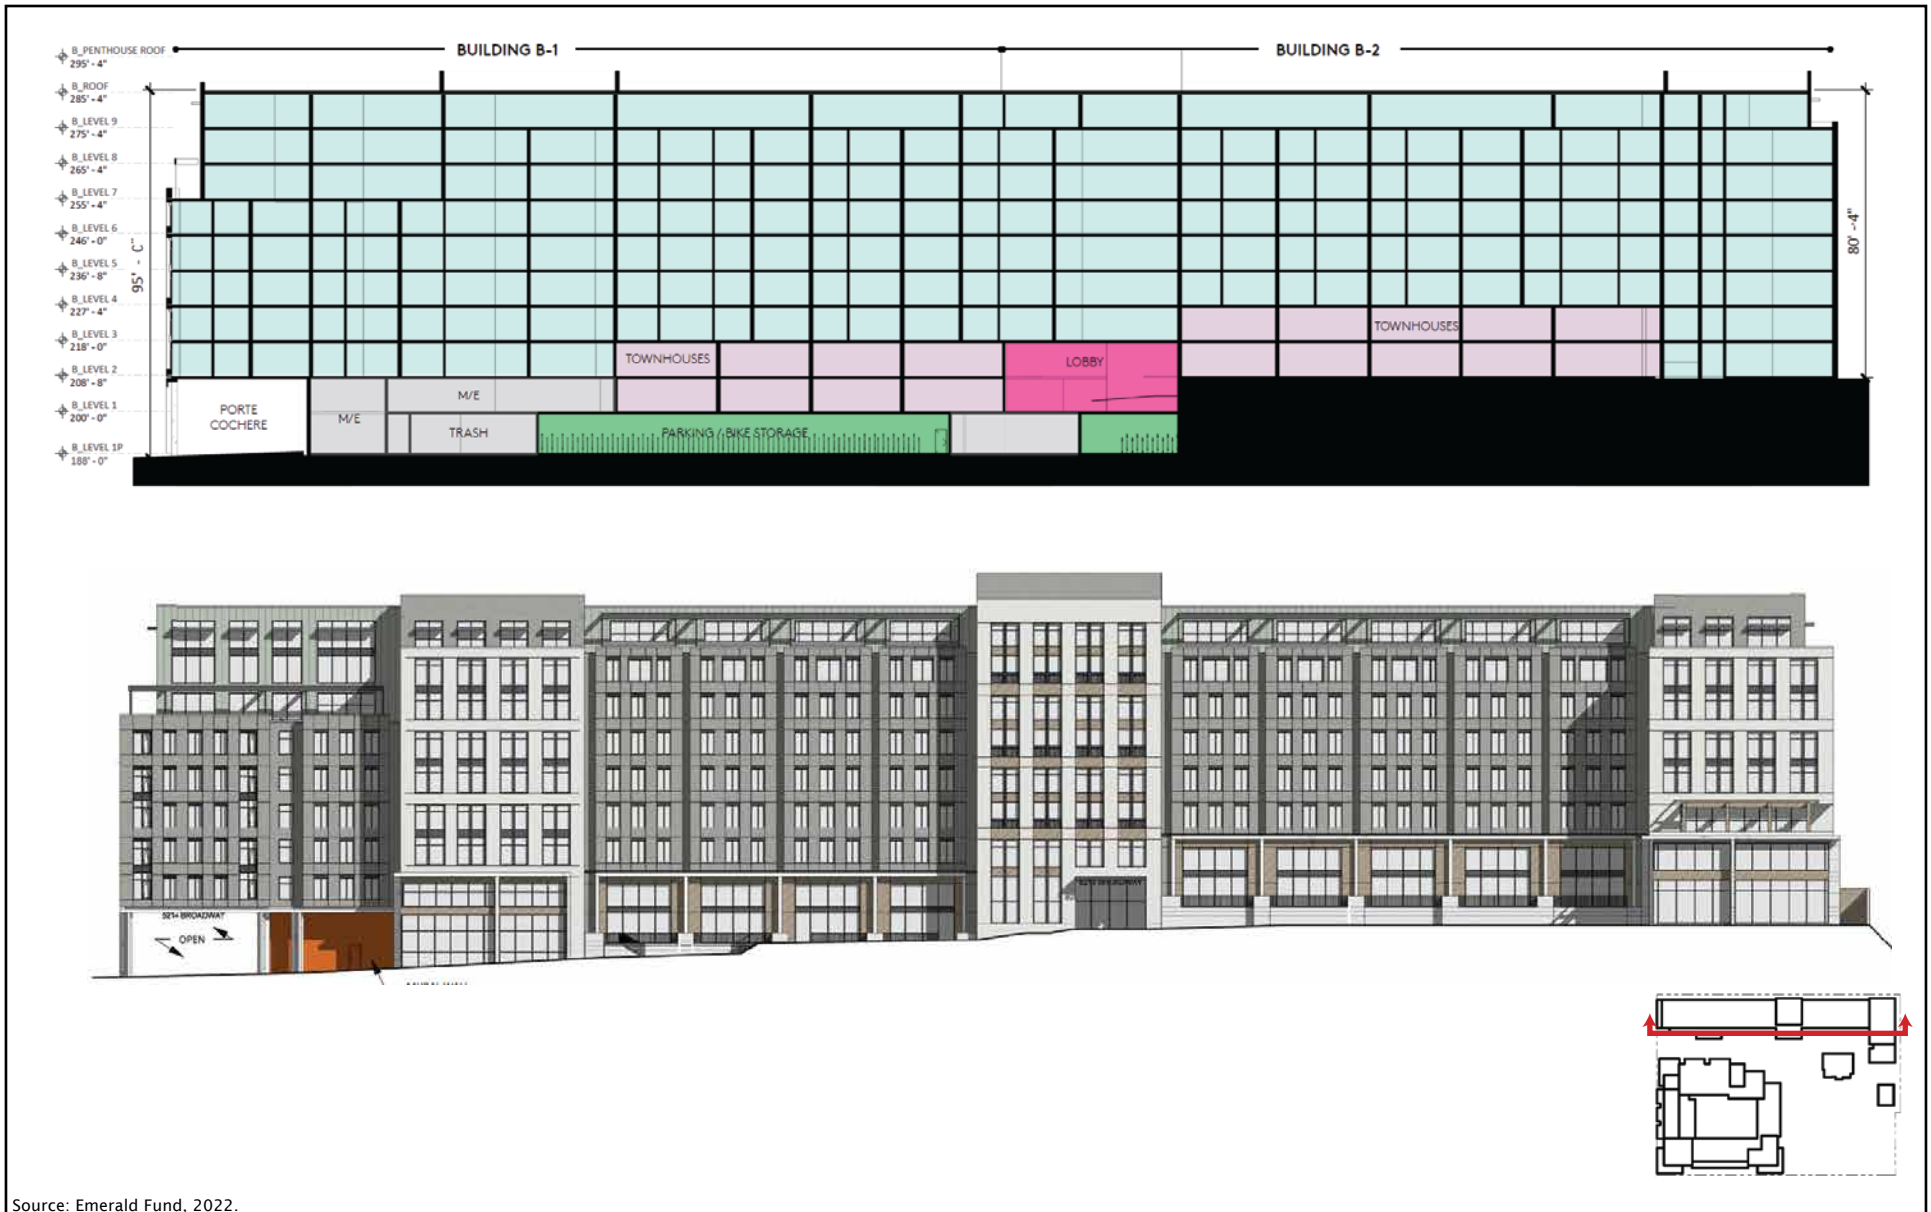 BUILDING B-1
BUILDING B-2
B_PENTHOUSE ROOF
295' - 4"
B_ROOF
285' - 4"
B_LEVEL 9
275' - 4"
B_LEVEL 8
265' - 4"
B_LEVEL 7
255' - 4"
B_LEVEL 6
246' - 0"
B_LEVEL 5
236' - 8"
B_LEVEL 4
227' - 4"
B_LEVEL 3
218' - 0"
B_LEVEL 2
208' - 8"
B_LEVEL 1
200' - 0"
B_LEVEL 1P
188' - 0"
80' -4"
TOWNHOUSES
TOWNHOUSES
LOBBY
M/E
PORTE
COCHERE
M/E
TRASH
PARKING / BIKE STORAGE
BROADWAY
OPEN
BROADWAY
Source: Emerald Fund, 2022.